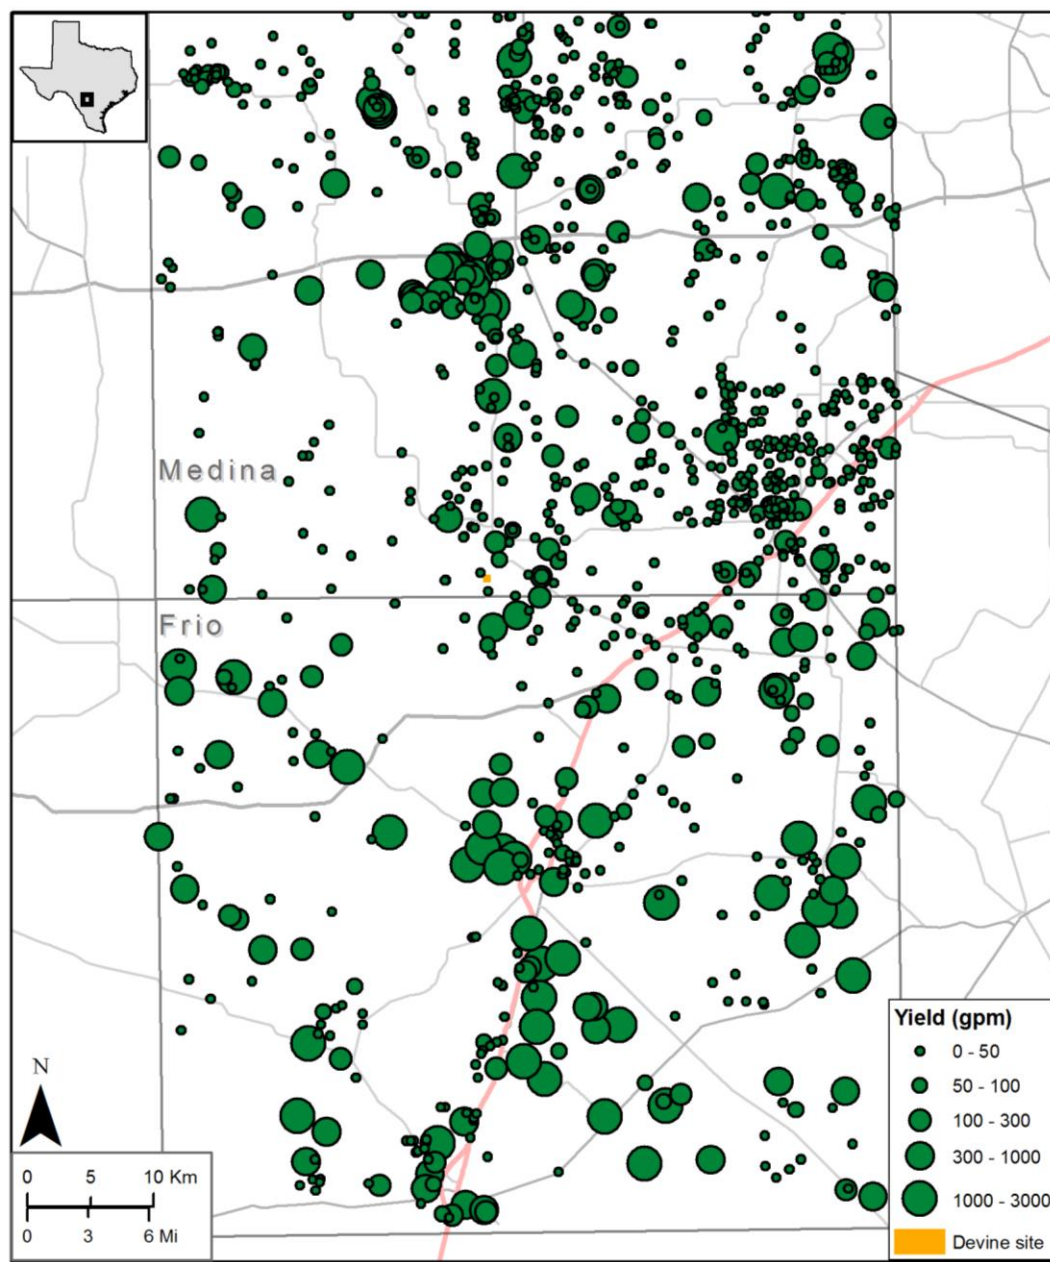 Medina
Frio
N
0 5 10 Km
0 3 6 Mi
Yield (gpm)
0 - 50
50 - 100
100 - 300
300 - 1000
1000 - 3000
Devine site